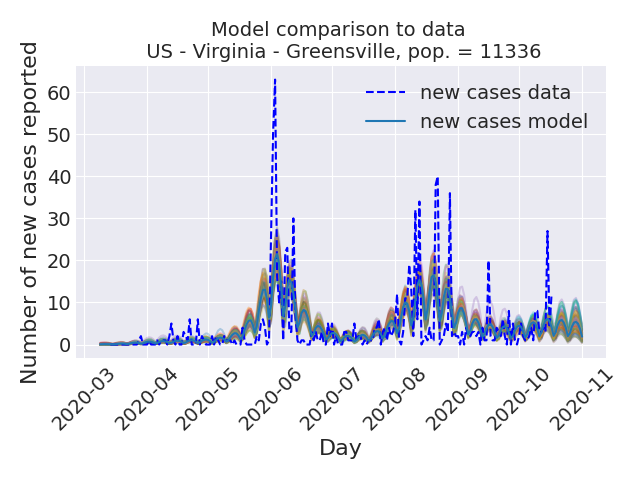 Model comparison to data
US - Virginia - Greensville, pop. = 11336
Number of new cases reported
60
50
40
30
20
10
0
new cases data
new cases model
2020-03
2020-04
2020-05
2020-06
2020-07
2020-08
2020-09
2020-10
2020-11
Day